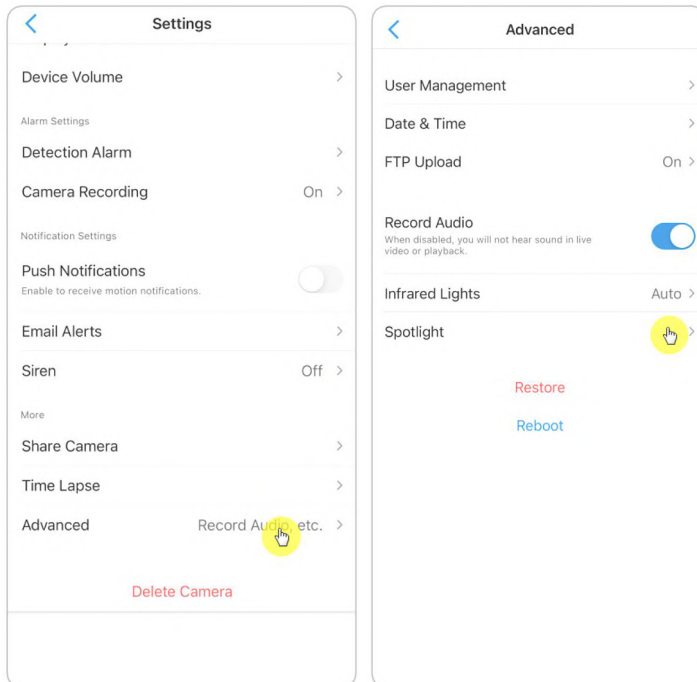 Settings
Device Volume
Alarm Settings
Detection Alarm
Camera Recording On
Notification Settings
Push Notifications
Enable to receive motion notifications.
Email Alerts
Siren Off
More
Share Camera
Time Lapse
Advanced Record Audio, etc.
Delete Camera
Advanced
User Management
Date & Time
FTP Upload On
Record Audio
When disabled, you will not hear sound in live
video or playback.
Infrared Lights Auto
Spotlight
Restore
Reboot